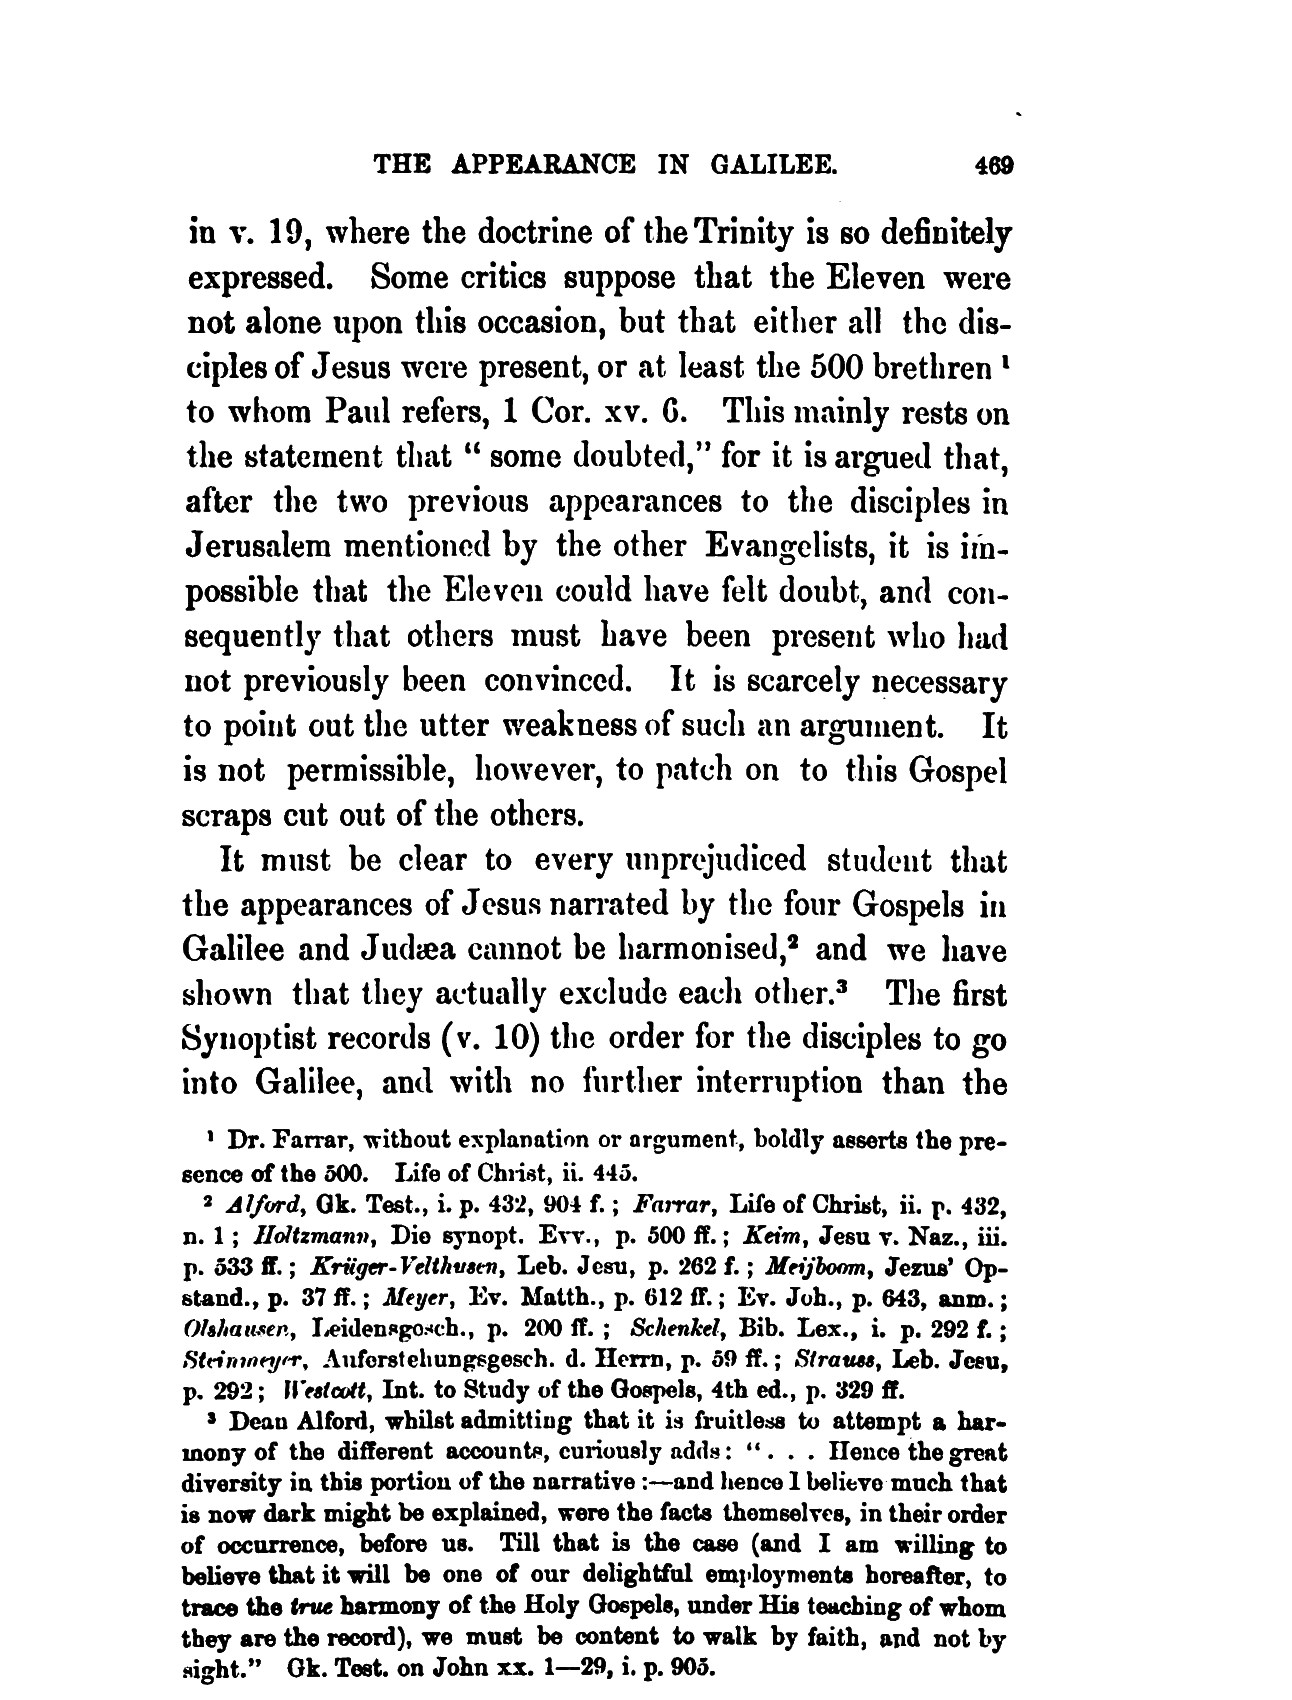 THE APPEARANCE IN GALILEE. 469
in v. 19, where the doctrine of the Trinity is so definitely
expressed. Some critics suppose that the Eleven were
not alone upon this occasion, but that either all the dis-
ciples of Jesus were present, or at least the 500 brethren ¹
to whom Paul refers, 1 Cor. xv. 6. This mainly rests on
the statement that “ some doubted,” for it is argued that,
after the two previous appearances to the disciples in
Jerusalem mentioned by the other Evangelists, it is im-
possible that the Eleven could have felt doubt, and con-
sequently that others must have been present who had
not previously been convinced. It is scarcely necessary
to point out the utter weakness of such an argument. It
is not permissible, however, to patch on to this Gospel
scraps cut out of the others.
It must be clear to every unprejudiced student that
the appearances of Jesus narrated by the four Gospels in
Galilee and Judæa cannot be harmonised,² and we have
shown that they actually exclude each other.³ The first
Synoptist records (v. 10) the order for the disciples to go
into Galilee, and with no further interruption than the
¹ Dr. Farrar, without explanation or argument, boldly asserts the pre-
sence of the 500. Life of Christ, ii. 445.
² Alford, Gk. Test., i. p. 432, 904 f. ; Farrar, Life of Christ, ii. p. 432,
n. 1 ; Holtzmann, Die synopt. Evv., p. 500 ff. ; Keim, Jesu v. Naz., iii.
p. 533 ff. ; Krüger-Velthusen, Leb. Jesu, p. 262 f. ; Meijboom, Jezus’ Op-
stand., p. 37 ff. ; Meyer, Ev. Matth., p. 612 ff. ; Ev. Joh., p. 643, anm. ;
Olshausen, Leidensgosch., p. 200 ff. ; Schenkel, Bib. Lex., i. p. 292 f. ;
Steinmeyer, Auferstehungsgesch. d. Herrn, p. 59 ff. ; Strauss, Leb. Jesu,
p. 292 ; Westcott, Int. to Study of the Gospels, 4th ed., p. 329 ff.
³ Dean Alford, whilst admitting that it is fruitless to attempt a har-
mony of the different accounts, curiously adds : “ . . . Hence the great
diversity in this portion of the narrative :—and hence I believe much that
is now dark might be explained, were the facts themselves, in their order
of occurrence, before us. Till that is the case (and I am willing to
believe that it will be one of our delightful employments hereafter, to
trace the true harmony of the Holy Gospels, under His teaching of whom
they are the record), we must be content to walk by faith, and not by
sight.” Gk. Test. on John xx. 1—29, i. p. 905.